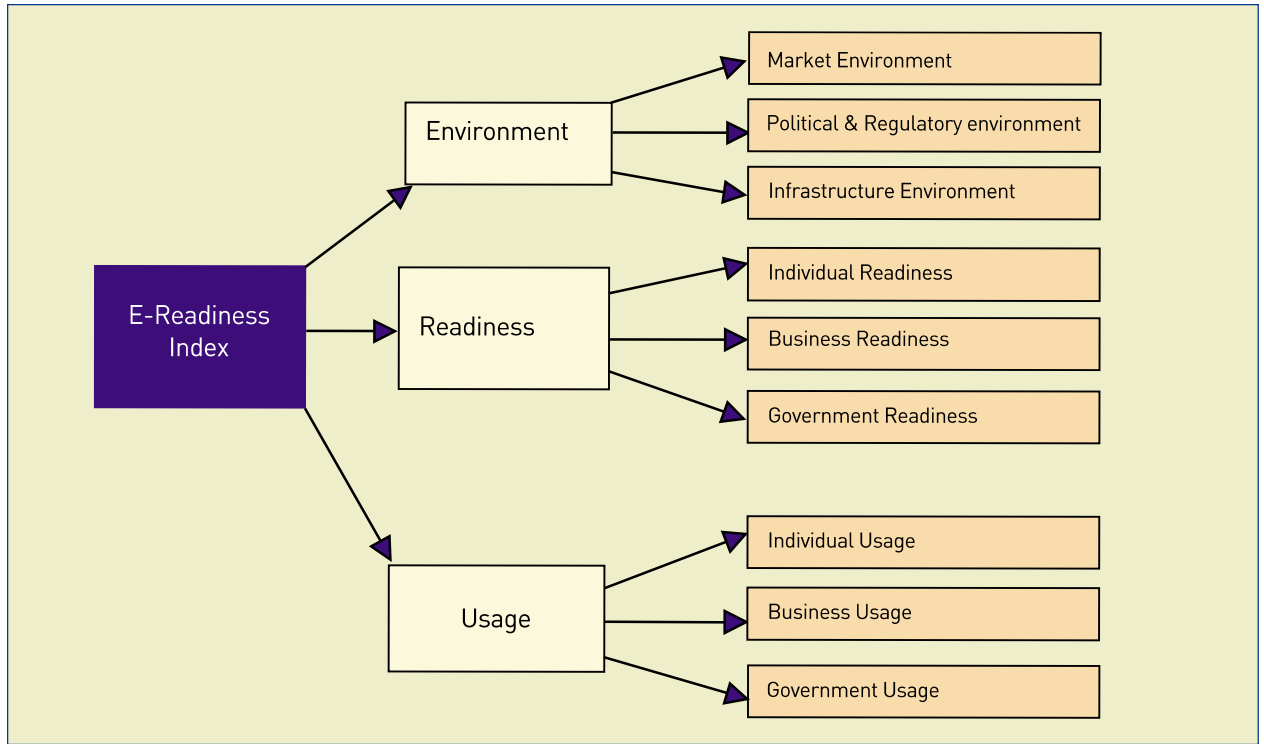 E-Readiness
Index
Environment
Market Environment
Political & Regulatory environment
Infrastructure Environment
Readiness
Individual Readiness
Business Readiness
Government Readiness
Usage
Individual Usage
Business Usage
Government Usage